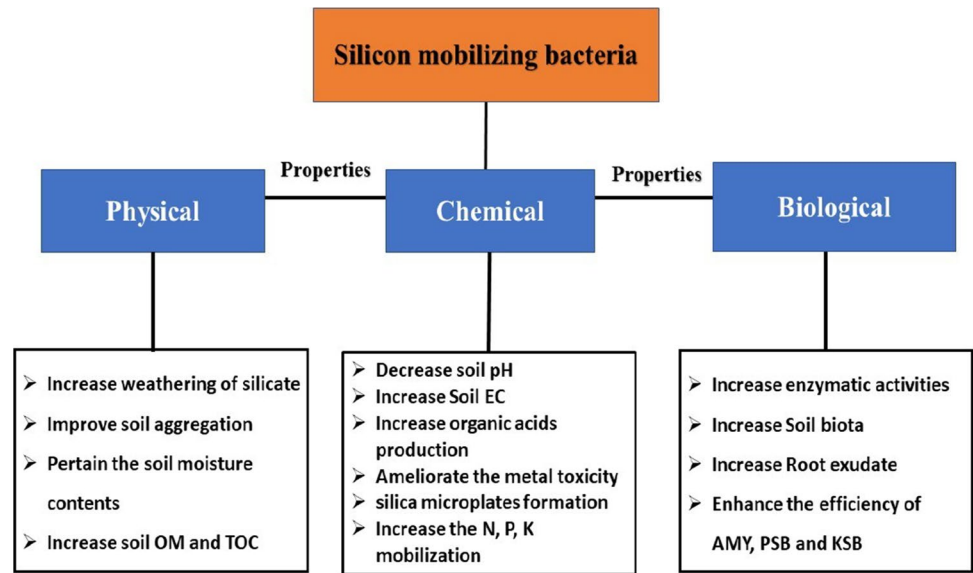 Silicon mobilizing bacteria
Properties
Properties
Physical
Chemical
Biological
➢ Increase weathering of silicate
➢ Improve soil aggregation
➢ Pertain the soil moisture
contents
➢ Increase soil OM and TOC
➢ Decrease soil pH
➢ Increase Soil EC
➢ Increase organic acids
production
➢ Ameliorate the metal toxicity
➢ silica microplates formation
➢ Increase the N, P, K
mobilization
➢ Increase enzymatic activities
➢ Increase Soil biota
➢ Increase Root exudate
➢ Enhance the efficiency of
AMY, PSB and KSB